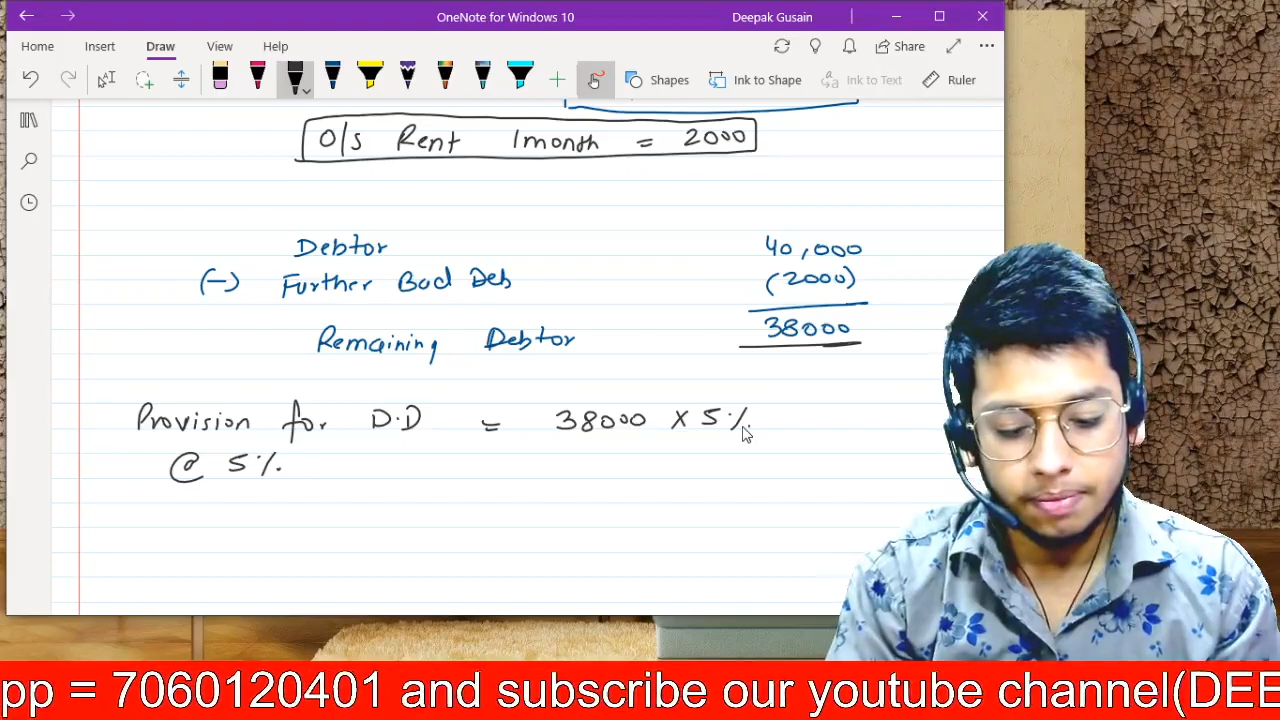 OneNote for Windows 10
Deepak Gusain
Home Insert Draw View Help
Share
Shapes Ink to Shape Ink to Text Ruler
O/s Rent 1month = 2000
Debtor 40,000
(-) Further Bad Deb (2000)
Remaining Debtor 38000
Provision for D.D = 38000 X 5%
@ 5%.
pp = 7060120401 and subscribe our youtube channel(DEE